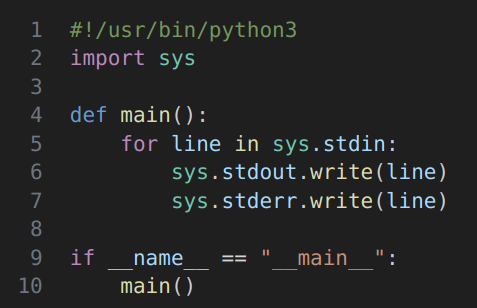 1 #!/usr/bin/python3
2 import sys
3
4 def main():
5     for line in sys.stdin:
6         sys.stdout.write(line)
7         sys.stderr.write(line)
8
9 if __name__ == "__main__":
10     main()